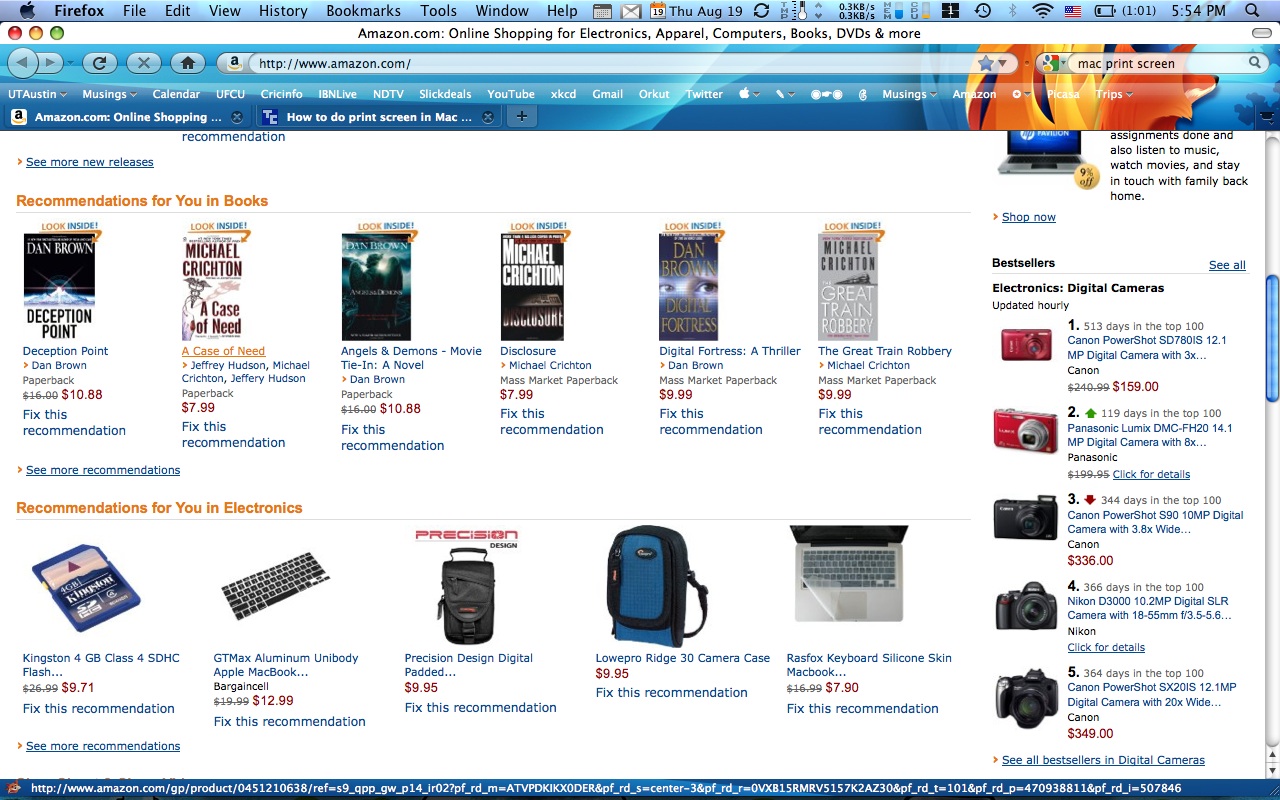 Firefox File Edit View History Bookmarks Tools Window Help 19 Thu Aug 19 0.3KB/s 0.3KB/s (1:01) 5:54 PM
Amazon.com: Online Shopping for Electronics, Apparel, Computers, Books, DVDs & more
http://www.amazon.com/ mac print screen
UTAustin Musings Calendar UFCU Cricinfo IBNLive NDTV Slickdeals YouTube xkcd Gmail Orkut Twitter Musings Amazon Picasa Trips
Amazon.com: Online Shopping ... How to do print screen in Mac ...
recommendation
See more new releases
Recommendations for You in Books
LOOK INSIDE! LOOK INSIDE! LOOK INSIDE! LOOK INSIDE! LOOK INSIDE! LOOK INSIDE!
DAN BROWN
DECEPTION
POINT
MICHAEL
CRICHTON
A Case
of Need
DAN BROWN
ANGELS & DEMONS
MICHAEL
CRICHTON
DISCLOSURE
DAN
BROWN
DIGITAL
FORTRESS
MICHAEL
CRICHTON
THE
GREAT
TRAIN
ROBBERY
Deception Point
Dan Brown
Paperback
$16.00 $10.88
Fix this
recommendation
A Case of Need
Jeffrey Hudson, Michael
Crichton, Jeffery Hudson
Paperback
$7.99
Fix this
recommendation
Angels & Demons - Movie
Tie-In: A Novel
Dan Brown
Paperback
$16.00 $10.88
Fix this
recommendation
Disclosure
Michael Crichton
Mass Market Paperback
$7.99
Fix this
recommendation
Digital Fortress: A Thriller
Dan Brown
Mass Market Paperback
$9.99
Fix this
recommendation
The Great Train Robbery
Michael Crichton
Mass Market Paperback
$9.99
Fix this
recommendation
See more recommendations
Recommendations for You in Electronics
4GB
Kingston
PRECISION
DESIGN
Kingston 4 GB Class 4 SDHC
Flash...
$26.99 $9.71
Fix this recommendation
GTMax Aluminum Unibody
Apple MacBook...
Bargaincell
$19.99 $12.99
Fix this recommendation
Precision Design Digital
Padded...
$9.95
Fix this recommendation
Lowepro Ridge 30 Camera Case
$9.95
Fix this recommendation
Rasfox Keyboard Silicone Skin
Macbook...
$16.99 $7.90
Fix this recommendation
See more recommendations
PAVILION
9%
off
assignments done and
also listen to music,
watch movies, and stay
in touch with family back
home.
Shop now
Bestsellers See all
Electronics: Digital Cameras
Updated hourly
1. 513 days in the top 100
Canon PowerShot SD780IS 12.1
MP Digital Camera with 3x...
Canon
$240.99 $159.00
2. 119 days in the top 100
Panasonic Lumix DMC-FH20 14.1
MP Digital Camera with 8x...
Panasonic
$199.95 Click for details
3. 344 days in the top 100
Canon PowerShot S90 10MP Digital
Camera with 3.8x Wide...
Canon
$336.00
4. 366 days in the top 100
Nikon D3000 10.2MP Digital SLR
Camera with 18-55mm f/3.5-5.6...
Nikon
Click for details
5. 364 days in the top 100
Canon PowerShot SX20IS 12.1MP
Digital Camera with 20x Wide...
Canon
$349.00
See all bestsellers in Digital Cameras
http://www.amazon.com/gp/product/0451210638/ref=s9_qpp_gw_p14_ir02?pf_rd_m=ATVPDKIKX0DER&pf_rd_s=center-3&pf_rd_r=0VXB15RMRV5157K2AZ30&pf_rd_t=101&pf_rd_p=470938811&pf_rd_i=507846